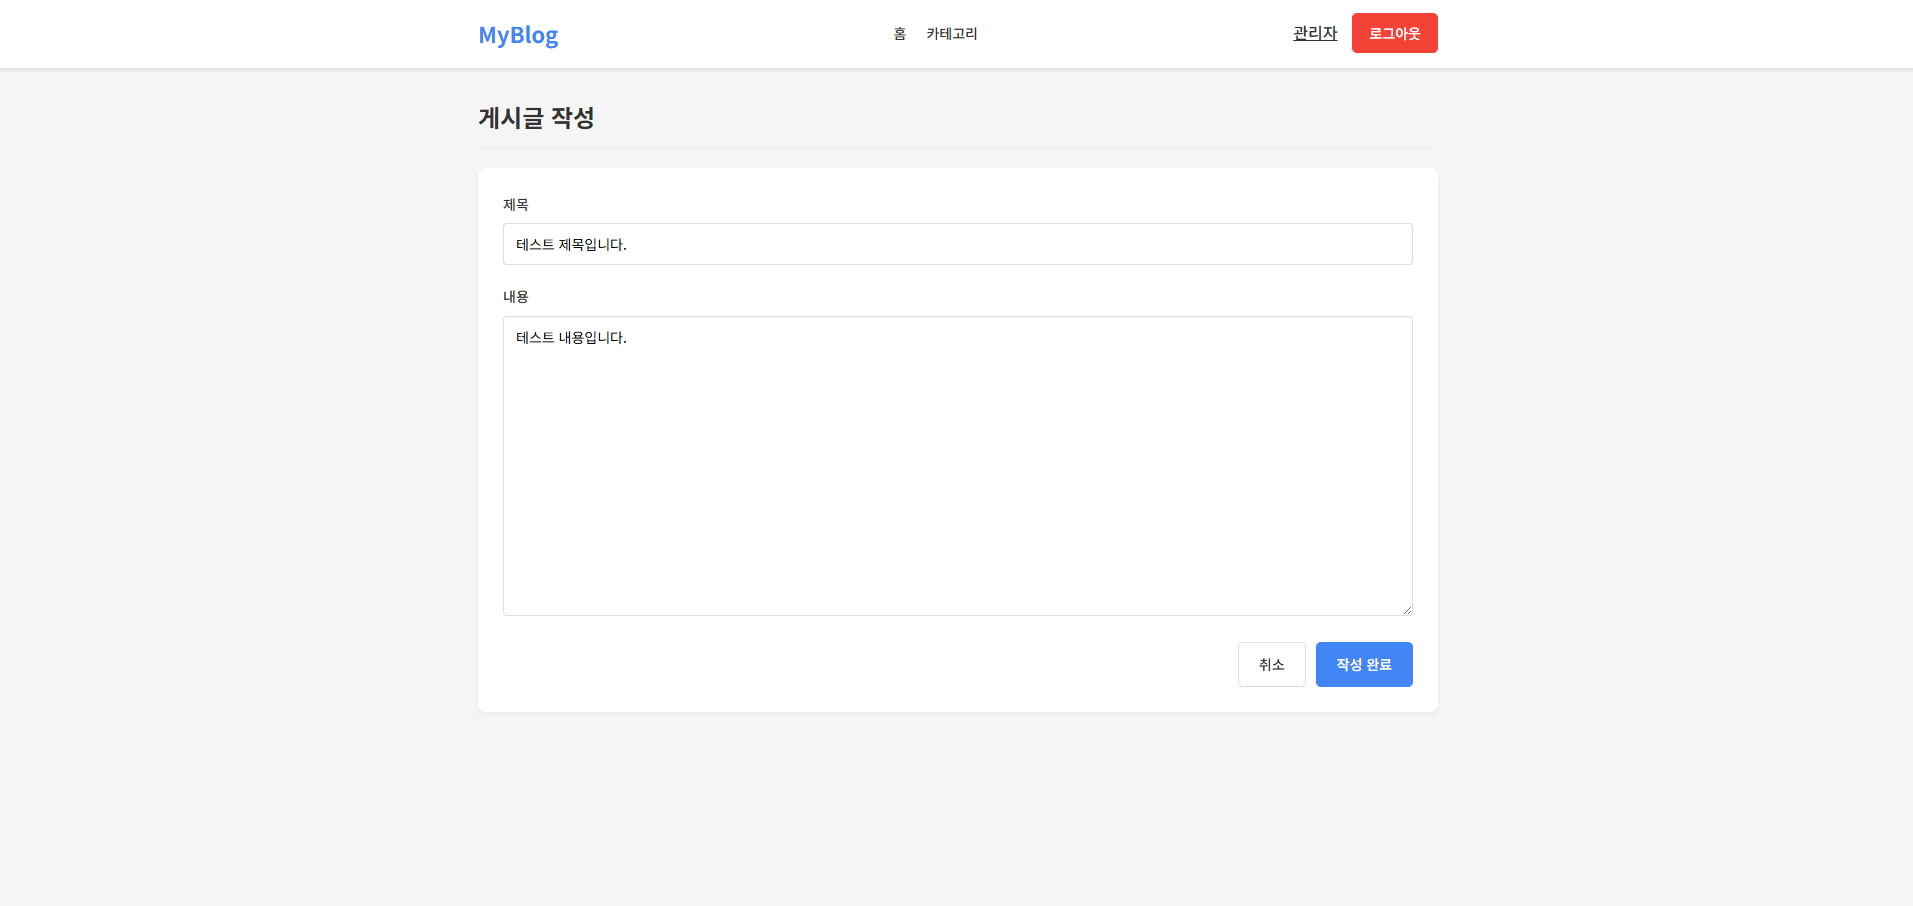 MyBlog 홈 카테고리 관리자 로그아웃
게시글 작성
제목
테스트 제목입니다.
내용
테스트 내용입니다.
취소 작성 완료